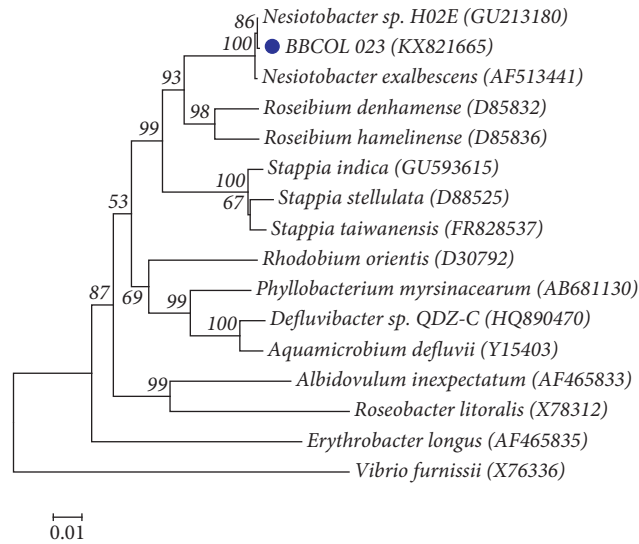 86
Nesiotobacter sp. H02E (GU213180)
100
BBCOL 023 (KX821665)
Nesiotobacter exalbescens (AF513441)
93
98
Roseibium denhamense (D85832)
Roseibium hamelinense (D85836)
99
Stappia indica (GU593615)
100
67
Stappia stellulata (D88525)
Stappia taiwanensis (FR828537)
53
Rhodobium orientis (D30792)
69
99
Phyllobacterium myrsinacearum (AB681130)
100
Defluvibacter sp. QDZ-C (HQ890470)
Aquamicrobium defluvii (Y15403)
87
99
Albidovulum inexpectatum (AF465833)
Roseobacter litoralis (X78312)
Erythrobacter longus (AF465835)
Vibrio furnissii (X76336)
0.01